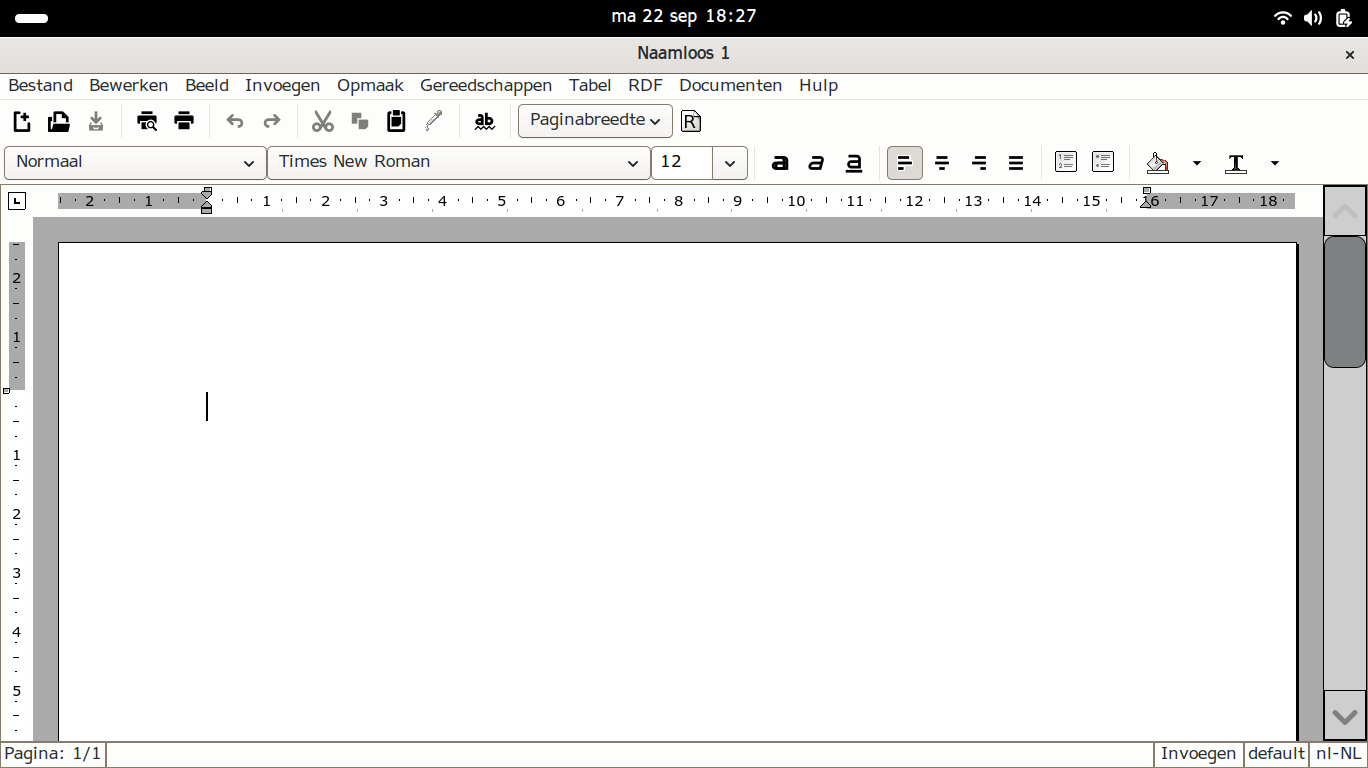 ma 22 sep 18:27
Naamloos 1
Bestand Bewerken Beeld Invoegen Opmaak Gereedschappen Tabel RDF Documenten Hulp
ab Paginabreedte R
Normaal Times New Roman 12 a a a T
2 1 1 2 3 4 5 6 7 8 9 10 11 12 13 14 15 16 17 18
2
1
1
2
3
4
5
Pagina: 1/1 Invoegen default nl-NL